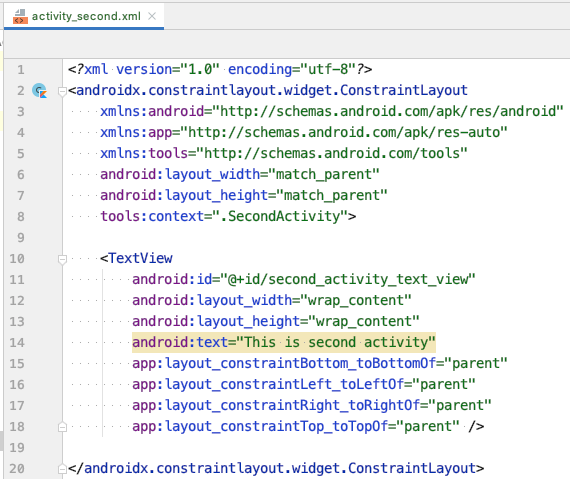 activity_second.xml
1 <?xml version="1.0" encoding="utf-8"?>
2 <androidx.constraintlayout.widget.ConstraintLayout
3     xmlns:android="http://schemas.android.com/apk/res/android"
4     xmlns:app="http://schemas.android.com/apk/res-auto"
5     xmlns:tools="http://schemas.android.com/tools"
6     android:layout_width="match_parent"
7     android:layout_height="match_parent"
8     tools:context=".SecondActivity">
9
10     <TextView
11         android:id="@+id/second_activity_text_view"
12         android:layout_width="wrap_content"
13         android:layout_height="wrap_content"
14         android:text="This is second activity"
15         app:layout_constraintBottom_toBottomOf="parent"
16         app:layout_constraintLeft_toLeftOf="parent"
17         app:layout_constraintRight_toRightOf="parent"
18         app:layout_constraintTop_toTopOf="parent" />
19
20 </androidx.constraintlayout.widget.ConstraintLayout>